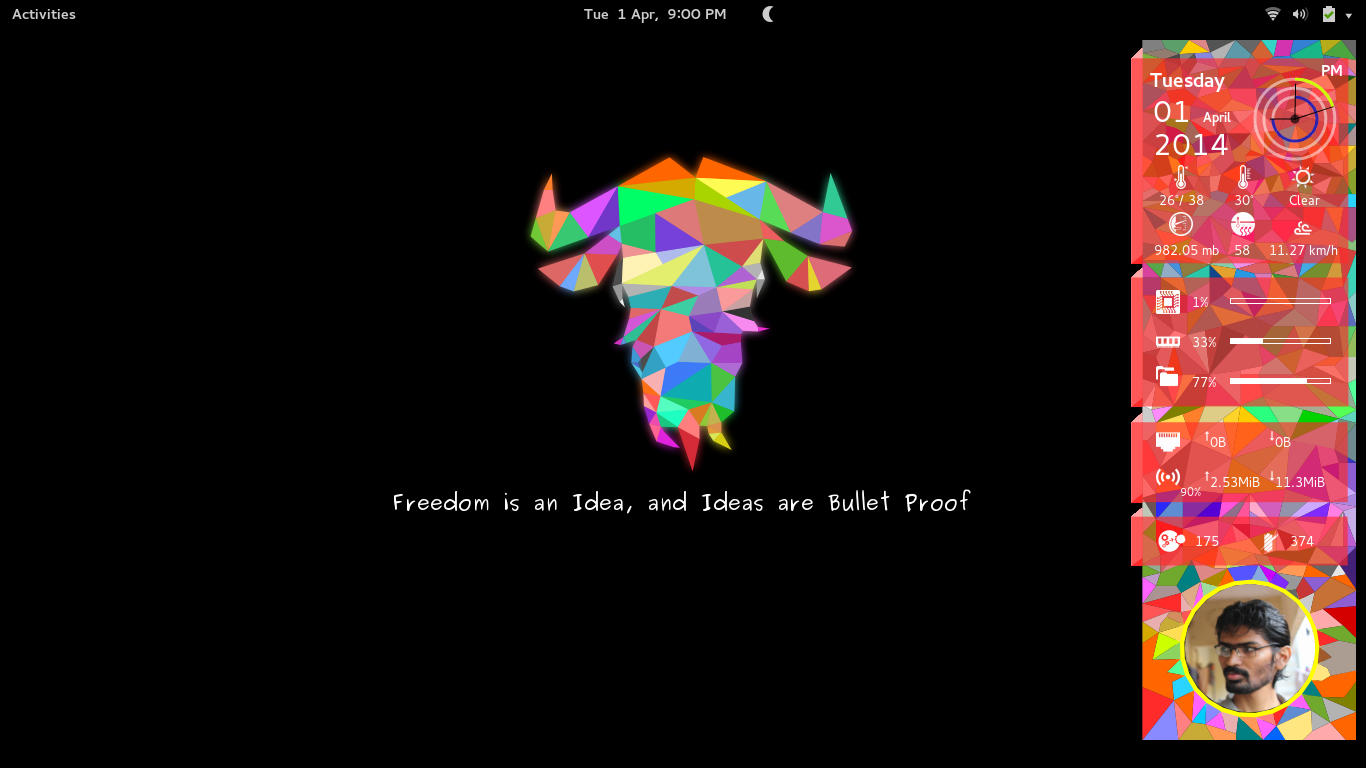 Activities
Tue 1 Apr, 9:00 PM
PM
Tuesday
01 April
2014
26°/ 38 30° Clear
982.05 mb 58 11.27 km/h
1%
33%
77%
↑0B ↓0B
90% ↑2.53MiB ↓11.3MiB
175 374
Freedom is an Idea, and Ideas are Bullet Proof